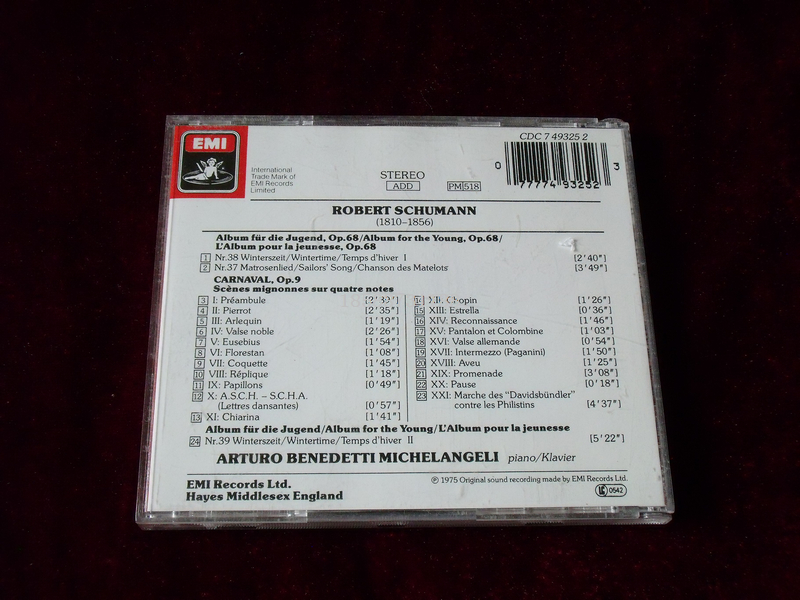 EMI
International
Trade Mark of
EMI Records
Limited
STEREO
ADD
PM 518
CDC 7 49325 2
0 77774 93252 3
ROBERT SCHUMANN
(1810–1856)
Album für die Jugend, Op.68/Album for the Young, Op.68/
L'Album pour la jeunesse, Op.68
1 Nr.38 Winterszeit/Wintertime/Temps d'hiver I [2'40"]
2 Nr.37 Matrosenlied/Sailors' Song/Chanson des Matelots [3'49"]
CARNAVAL, Op.9
Scènes mignonnes sur quatre notes
3 I: Préambule [2'39"]
4 II: Pierrot [2'35"]
5 III: Arlequin [1'19"]
6 IV: Valse noble [2'26"]
7 V: Eusebius [1'54"]
8 VI: Florestan [1'08"]
9 VII: Coquette [1'45"]
10 VIII: Réplique [1'18"]
11 IX: Papillons [0'49"]
12 X: A.S.C.H. – S.C.H.A.
(Lettres dansantes) [0'57"]
13 XI: Chiarina [1'41"]
14 XII: Chopin [1'26"]
15 XIII: Estrella [0'36"]
16 XIV: Reconnaissance [1'46"]
17 XV: Pantalon et Colombine [1'03"]
18 XVI: Valse allemande [0'54"]
19 XVII: Intermezzo (Paganini) [1'50"]
20 XVIII: Aveu [1'25"]
21 XIX: Promenade [3'08"]
22 XX: Pause [0'18"]
23 XXI: Marche des "Davidsbündler"
contre les Philistins [4'37"]
Album für die Jugend/Album for the Young/L'Album pour la jeunesse
24 Nr.39 Winterszeit/Wintertime/Temps d'hiver II [5'22"]
ARTURO BENEDETTI MICHELANGELI piano/Klavier
EMI Records Ltd.
Hayes Middlesex England
℗ 1975 Original sound recording made by EMI Records Ltd.
LC 0542